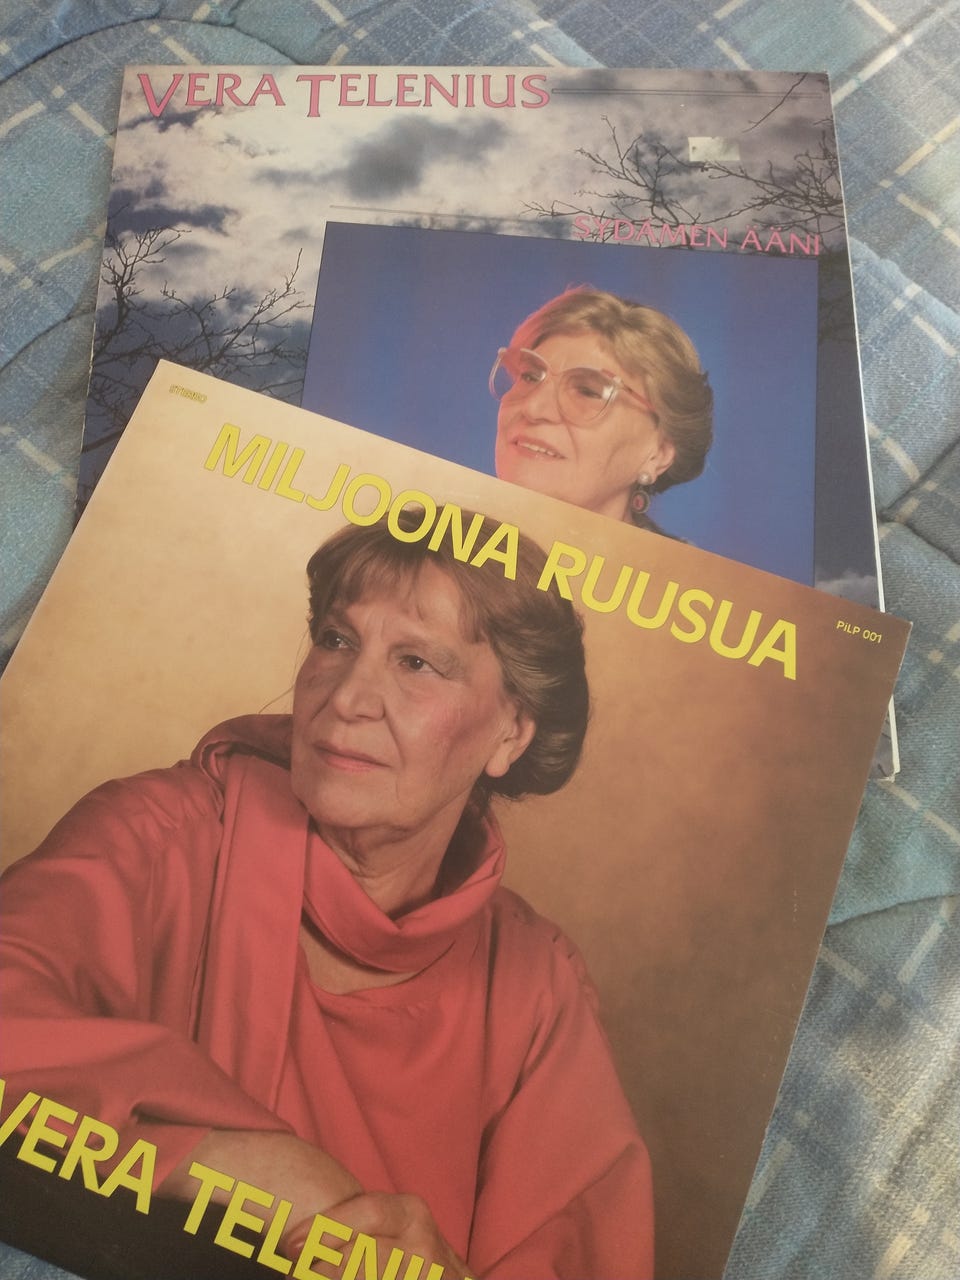 VERA TELENIUS
SYDÄMEN ÄÄNI
STEREO
MILJOONA RUUSUA
PiLP 001
VERA TELENIU